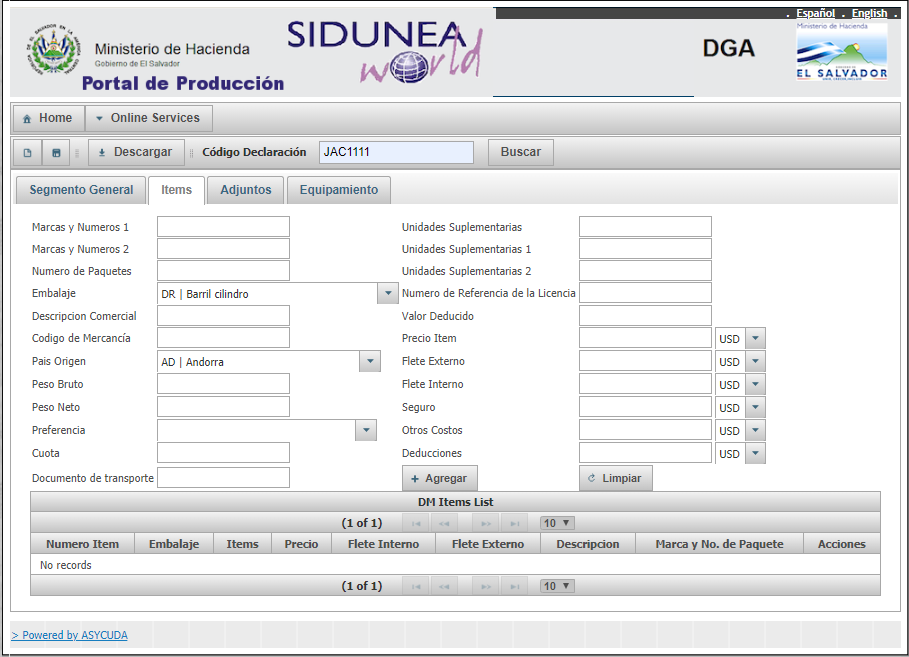 . Español . English .
Ministerio de Hacienda
Gobierno de El Salvador
Portal de Producción
SIDUNEA
world
DGA
Ministerio de Hacienda
EL SALVADOR
Home Online Services
Descargar Código Declaración JAC1111 Buscar
Segmento General Items Adjuntos Equipamiento
Marcas y Numeros 1 Unidades Suplementarias
Marcas y Numeros 2 Unidades Suplementarias 1
Numero de Paquetes Unidades Suplementarias 2
Embalaje DR | Barril cilindro Numero de Referencia de la Licencia
Descripcion Comercial Valor Deducido
Codigo de Mercancía Precio Item USD
Pais Origen AD | Andorra Flete Externo USD
Peso Bruto Flete Interno USD
Peso Neto Seguro USD
Preferencia Otros Costos USD
Cuota Deducciones USD
Documento de transporte + Agregar Limpiar
DM Items List
(1 of 1) 10
Numero Item Embalaje Items Precio Flete Interno Flete Externo Descripcion Marca y No. de Paquete Acciones
No records
(1 of 1) 10
> Powered by ASYCUDA